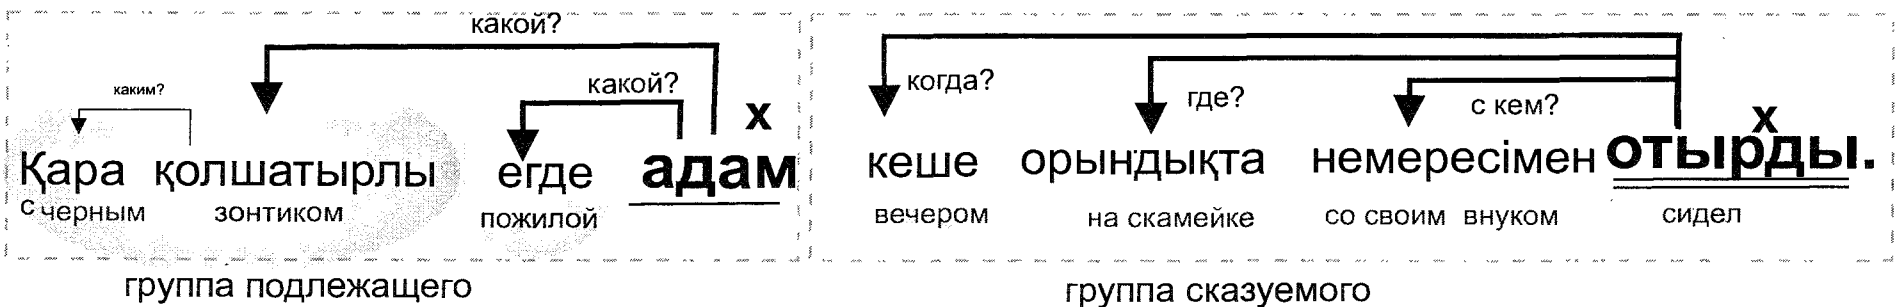 какой?
каким?
какой?
х
Қара қолшатырлы егде адам
с черным зонтиком пожилой
группа подлежащего
когда?
где?
с кем?
х
кеше орындықта немересімен отырды.
вечером на скамейке со своим внуком сидел
группа сказуемого